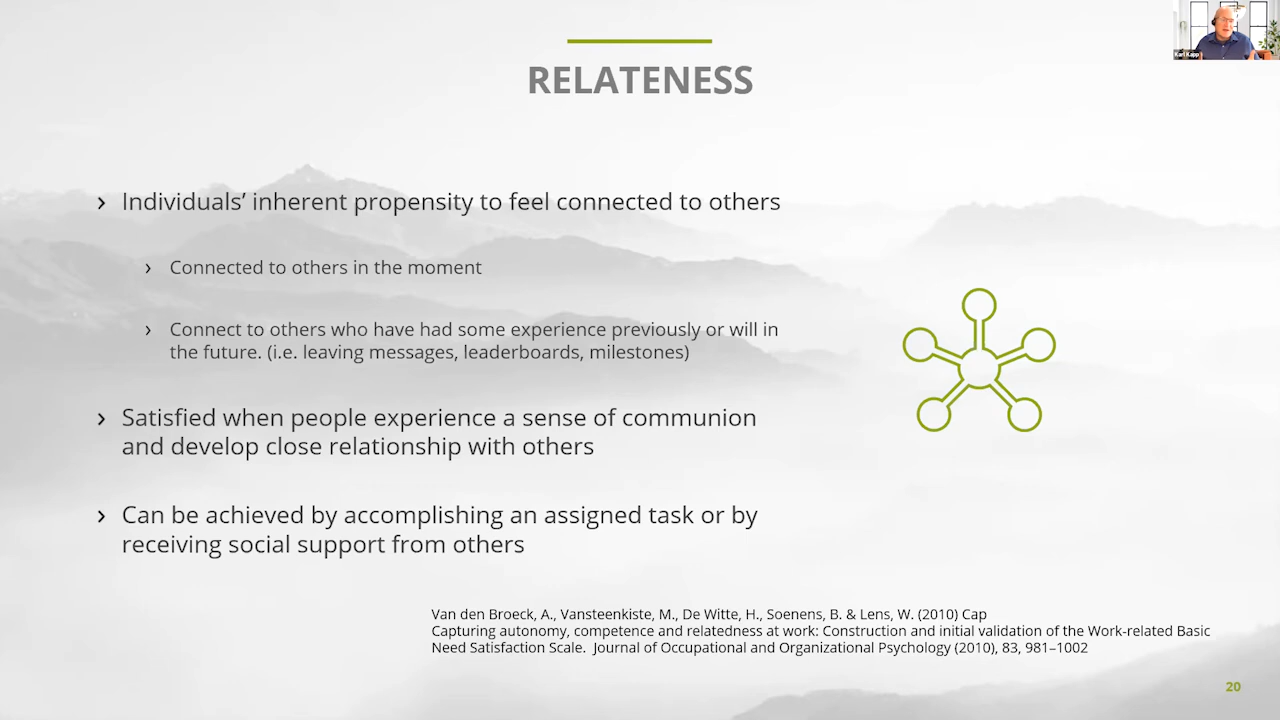 Karl Kapp
RELATENESS
› Individuals’ inherent propensity to feel connected to others
› Connected to others in the moment
› Connect to others who have had some experience previously or will in
the future. (i.e. leaving messages, leaderboards, milestones)
› Satisfied when people experience a sense of communion
and develop close relationship with others
› Can be achieved by accomplishing an assigned task or by
receiving social support from others
Van den Broeck, A., Vansteenkiste, M., De Witte, H., Soenens, B. & Lens, W. (2010) Cap
Capturing autonomy, competence and relatedness at work: Construction and initial validation of the Work-related Basic
Need Satisfaction Scale.  Journal of Occupational and Organizational Psychology (2010), 83, 981–1002
20